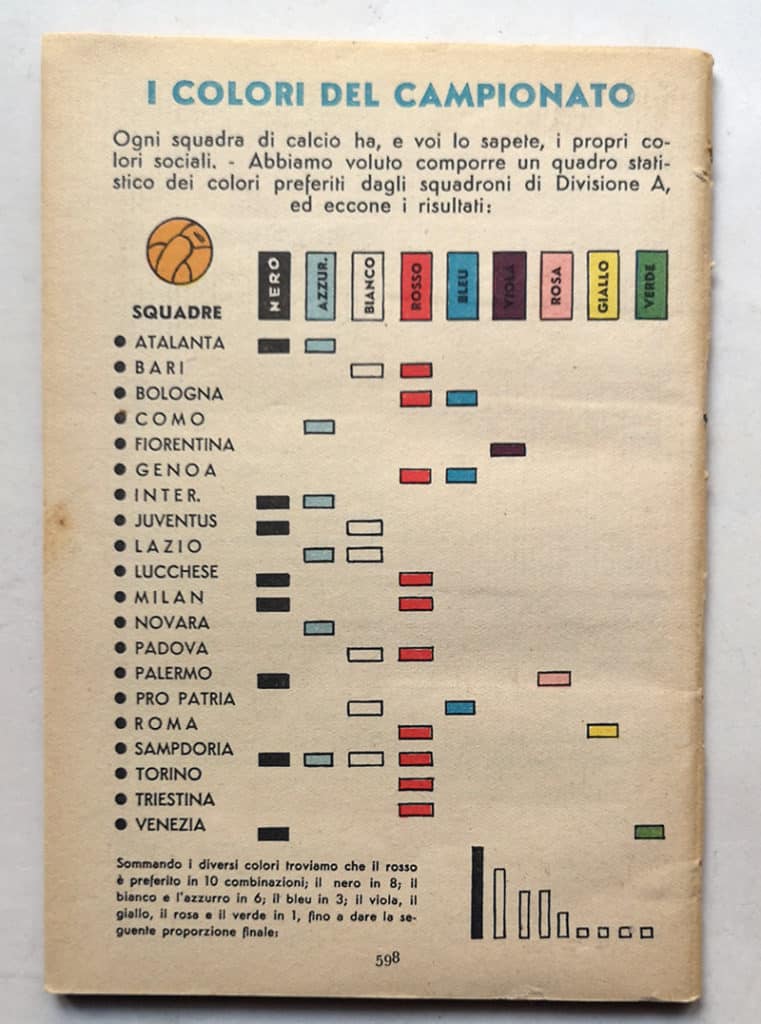 I COLORI DEL CAMPIONATO
Ogni squadra di calcio ha, e voi lo sapete, i propri co-
lori sociali. - Abbiamo voluto comporre un quadro stati-
stico dei colori preferiti dagli squadroni di Divisione A,
ed eccone i risultati:
SQUADRE
NERO
AZZUR.
BIANCO
ROSSO
BLEU
VIOLA
ROSA
GIALLO
VERDE
ATALANTA
BARI
BOLOGNA
COMO
FIORENTINA
GENOA
INTER.
JUVENTUS
LAZIO
LUCCHESE
MILAN
NOVARA
PADOVA
PALERMO
PRO PATRIA
ROMA
SAMPDORIA
TORINO
TRIESTINA
VENEZIA
Sommando i diversi colori troviamo che il rosso
è preferito in 10 combinazioni; il nero in 8; il
bianco e l'azzurro in 6; il bleu in 3; il viola, il
giallo, il rosa e il verde in 1, fino a dare la se-
guente proporzione finale:
598